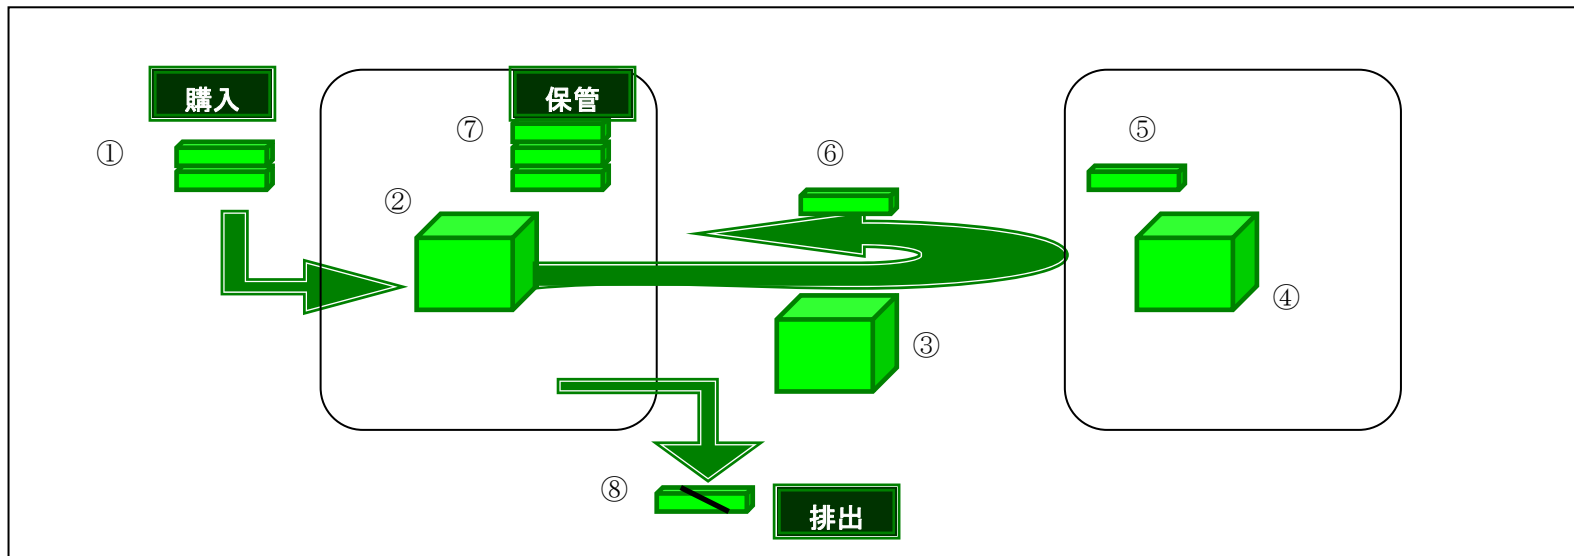 購入
保管
①
⑦
⑤
⑥
②
④
③
⑧
排出